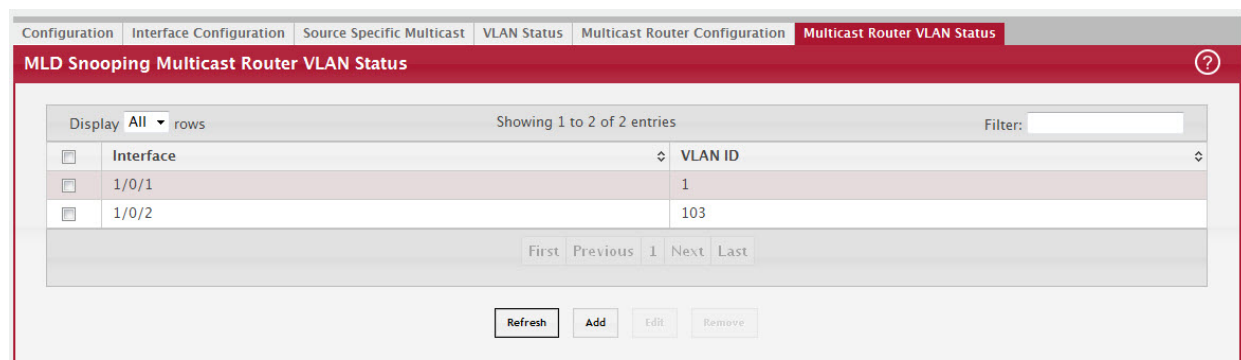 Configuration Interface Configuration Source Specific Multicast VLAN Status Multicast Router Configuration Multicast Router VLAN Status
MLD Snooping Multicast Router VLAN Status ?
Display All rows Showing 1 to 2 of 2 entries Filter:
Interface VLAN ID
1/0/1 1
1/0/2 103
First Previous 1 Next Last
Refresh Add Edit Remove